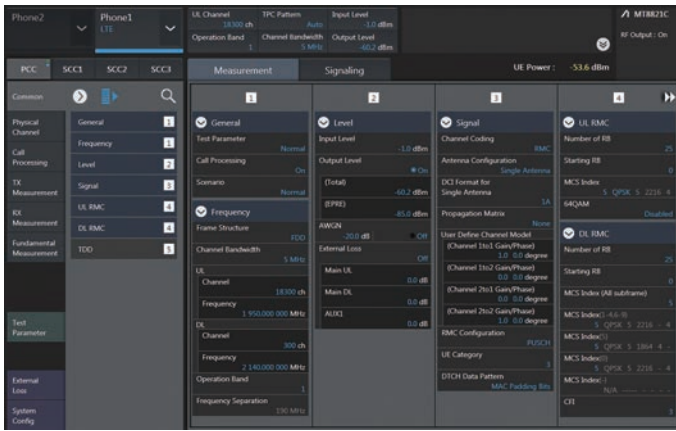 Phone2
Phone1
LTE
UL Channel
18300 ch
TPC Pattern
Auto
Input Level
-1.0 dBm
Operation Band
1
Channel Bandwidth
5 MHz
Output Level
-60.2 dBm
MT8821C
RF Output : On
PCC
SCC1
SCC2
SCC3
Measurement
Signaling
UE Power :
-53.6 dBm
Common
Physical
Channel
Call
Processing
TX
Measurement
RX
Measurement
Fundamental
Measurement
Test
Parameter
External
Loss
System
Config
General 1
Frequency 1
Level 2
Signal 3
UL RMC 4
DL RMC 4
TDD 5
1
General
Test Parameter
Normal
Call Processing
On
Scenario
Normal
Frequency
Frame Structure
FDD
Channel Bandwidth
5 MHz
UL
Channel
18300 ch
Frequency
1 950.000 000 MHz
DL
Channel
300 ch
Frequency
2 140.000 000 MHz
Operation Band
1
Frequency Separation
190 MHz
2
Level
Input Level
-1.0 dBm
Output Level
On
(Total)
-60.2 dBm
(EPRE)
-85.0 dBm
AWGN
-20.0 dB Off
External Loss
Off
Main UL
0.0 dB
Main DL
0.0 dB
AUX1
0.0 dB
3
Signal
Channel Coding
RMC
Antenna Configuration
Single Antenna
DCI Format for
Single Antenna
1A
Propagation Matrix
None
User Define Channel Model
(Channel 1to1 Gain/Phase)
1.0 0.0 degree
(Channel 1to2 Gain/Phase)
0.0 0.0 degree
(Channel 2to1 Gain/Phase)
0.0 0.0 degree
(Channel 2to2 Gain/Phase)
1.0 0.0 degree
RMC Configuration
PUSCH
UE Category
3
DTCH Data Pattern
MAC Padding Bits
4
UL RMC
Number of RB
25
Starting RB
0
MCS Index
5 QPSK 5 2216 4
64QAM
Disabled
DL RMC
Number of RB
25
Starting RB
0
MCS Index (All subframe)
5
MCS Index(1-4,6-9)
5 QPSK 5 2216 - 4
MCS Index(5)
5 QPSK 5 1864 4 -
MCS Index(0)
5 QPSK 5 2216 - 4
MCS Index(-)
N/A - - - - -
CFI
3